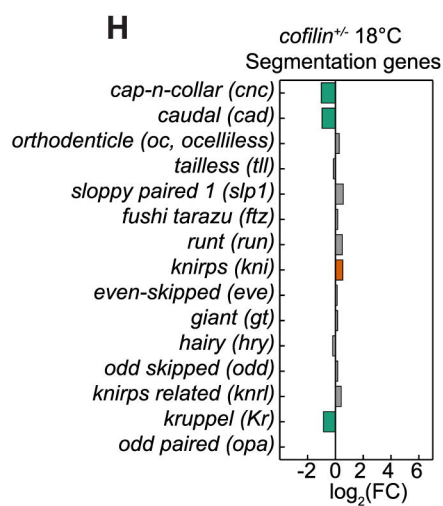 H
cofilin+/- 18°C
Segmentation genes
cap-n-collar (cnc)
caudal (cad)
orthodenticle (oc, ocelliless)
tailless (tll)
sloppy paired 1 (slp1)
fushi tarazu (ftz)
runt (run)
knirps (kni)
even-skipped (eve)
giant (gt)
hairy (hry)
odd skipped (odd)
knirps related (knrl)
kruppel (Kr)
odd paired (opa)
-2 0 2 4 6
log2(FC)